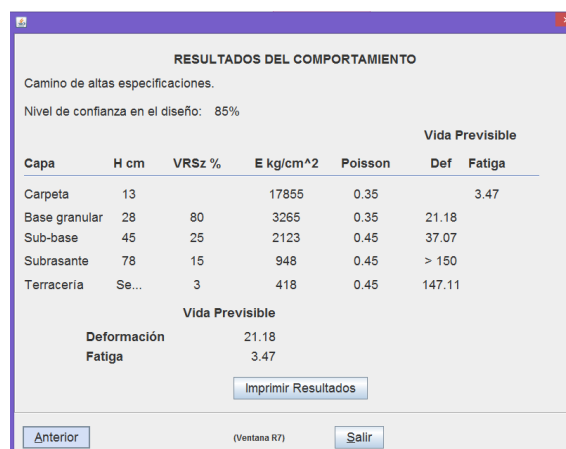 RESULTADOS DEL COMPORTAMIENTO
Camino de altas especificaciones.
Nivel de confianza en el diseño: 85%
Vida Previsible
Capa H cm VRSz % E kg/cm^2 Poisson Def Fatiga
Carpeta 13 17855 0.35 3.47
Base granular 28 80 3265 0.35 21.18
Sub-base 45 25 2123 0.45 37.07
Subrasante 78 15 948 0.45 > 150
Terracería Se... 3 418 0.45 147.11
Vida Previsible
Deformación 21.18
Fatiga 3.47
Imprimir Resultados
Anterior (Ventana R7) Salir